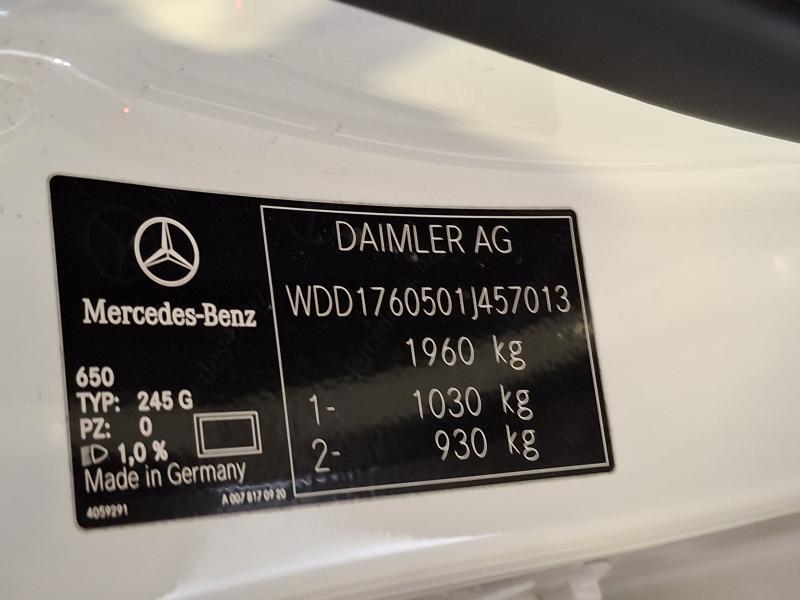 Mercedes-Benz
650
TYP: 245 G
PZ: 0
1,0 %
Made in Germany
4059291
A 007 817 09 20
DAIMLER AG
WDD1760501J457013
1960 kg
1- 1030 kg
2- 930 kg